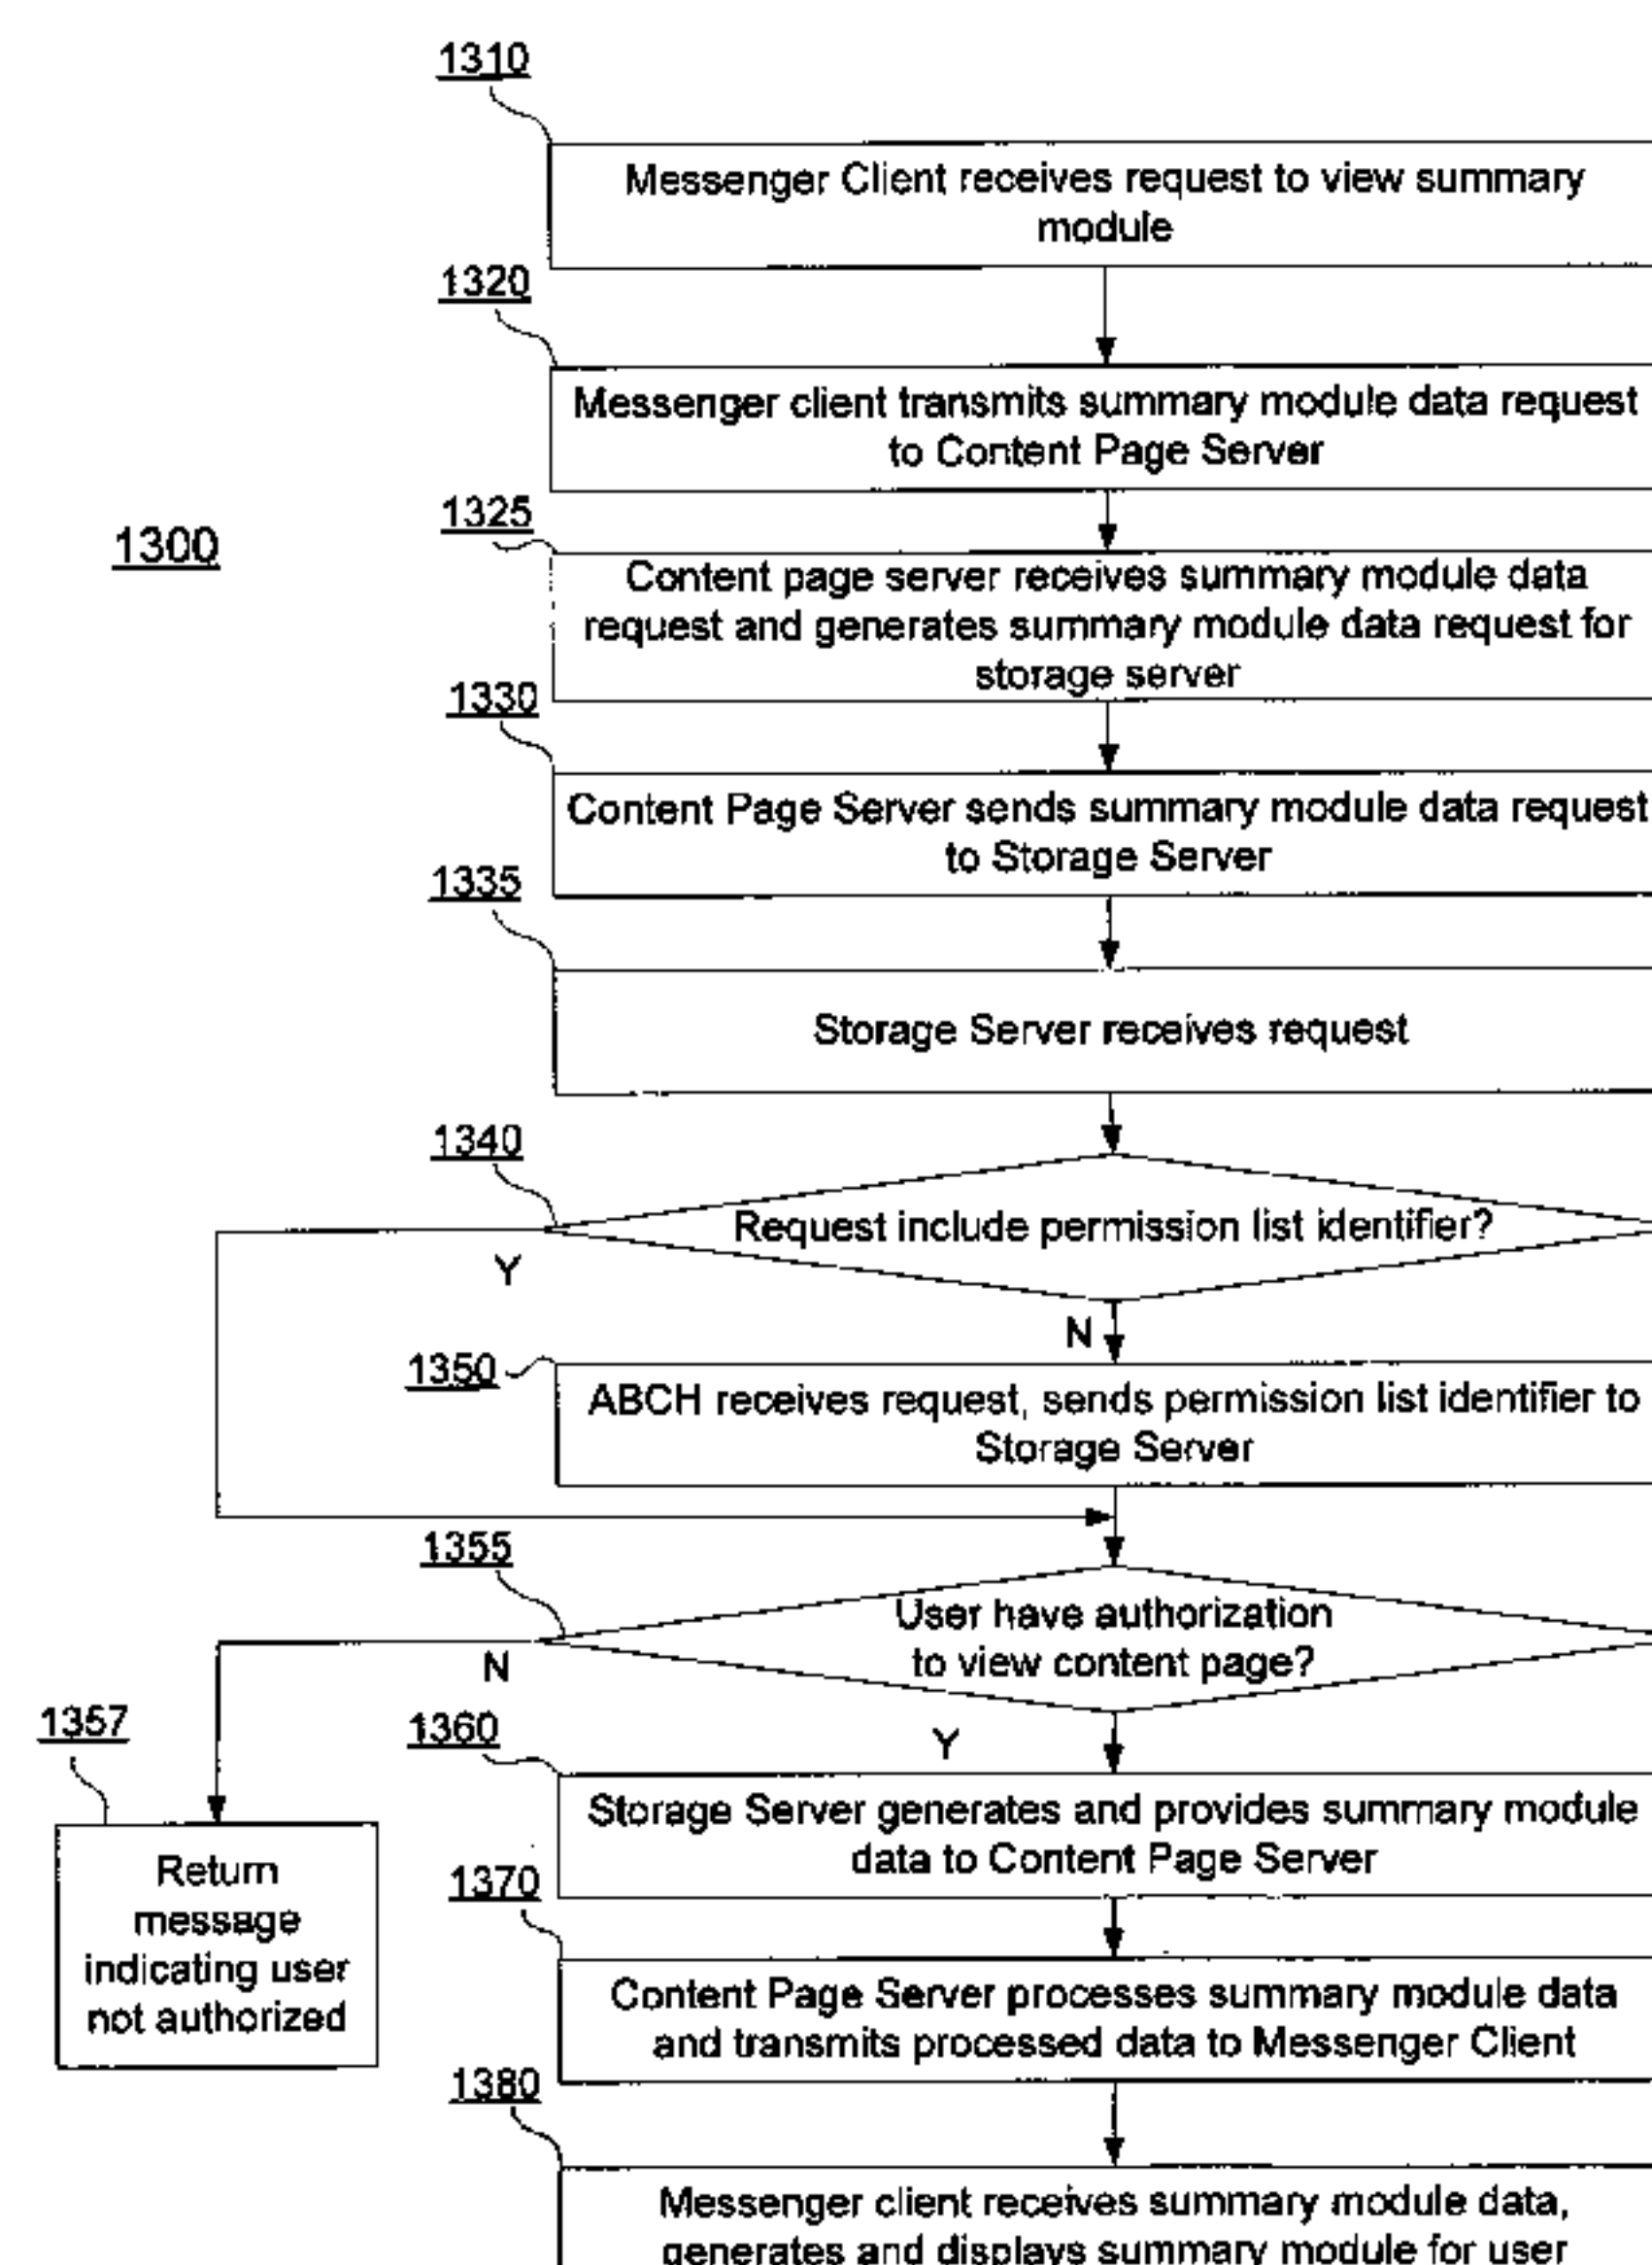 1310
Messenger Client receives request to view summary
module
1320
Messenger client transmits summary module data request
to Content Page Server
1300
1325
Content page server receives summary module data
request and generates summary module data request for
storage server
1330
Content Page Server sends summary module data request
to Storage Server
1335
Storage Server receives request
1340
Request include permission list identifier?
Y
N
1350
ABCH receives request, sends permission list identifier to
Storage Server
1355
User have authorization
to view content page?
N
Y
1357
Return
message
indicating user
not authorized
1360
Storage Server generates and provides summary module
data to Content Page Server
1370
Content Page Server processes summary module data
and transmits processed data to Messenger Client
1380
Messenger client receives summary module data,
generates and displays summary module for user